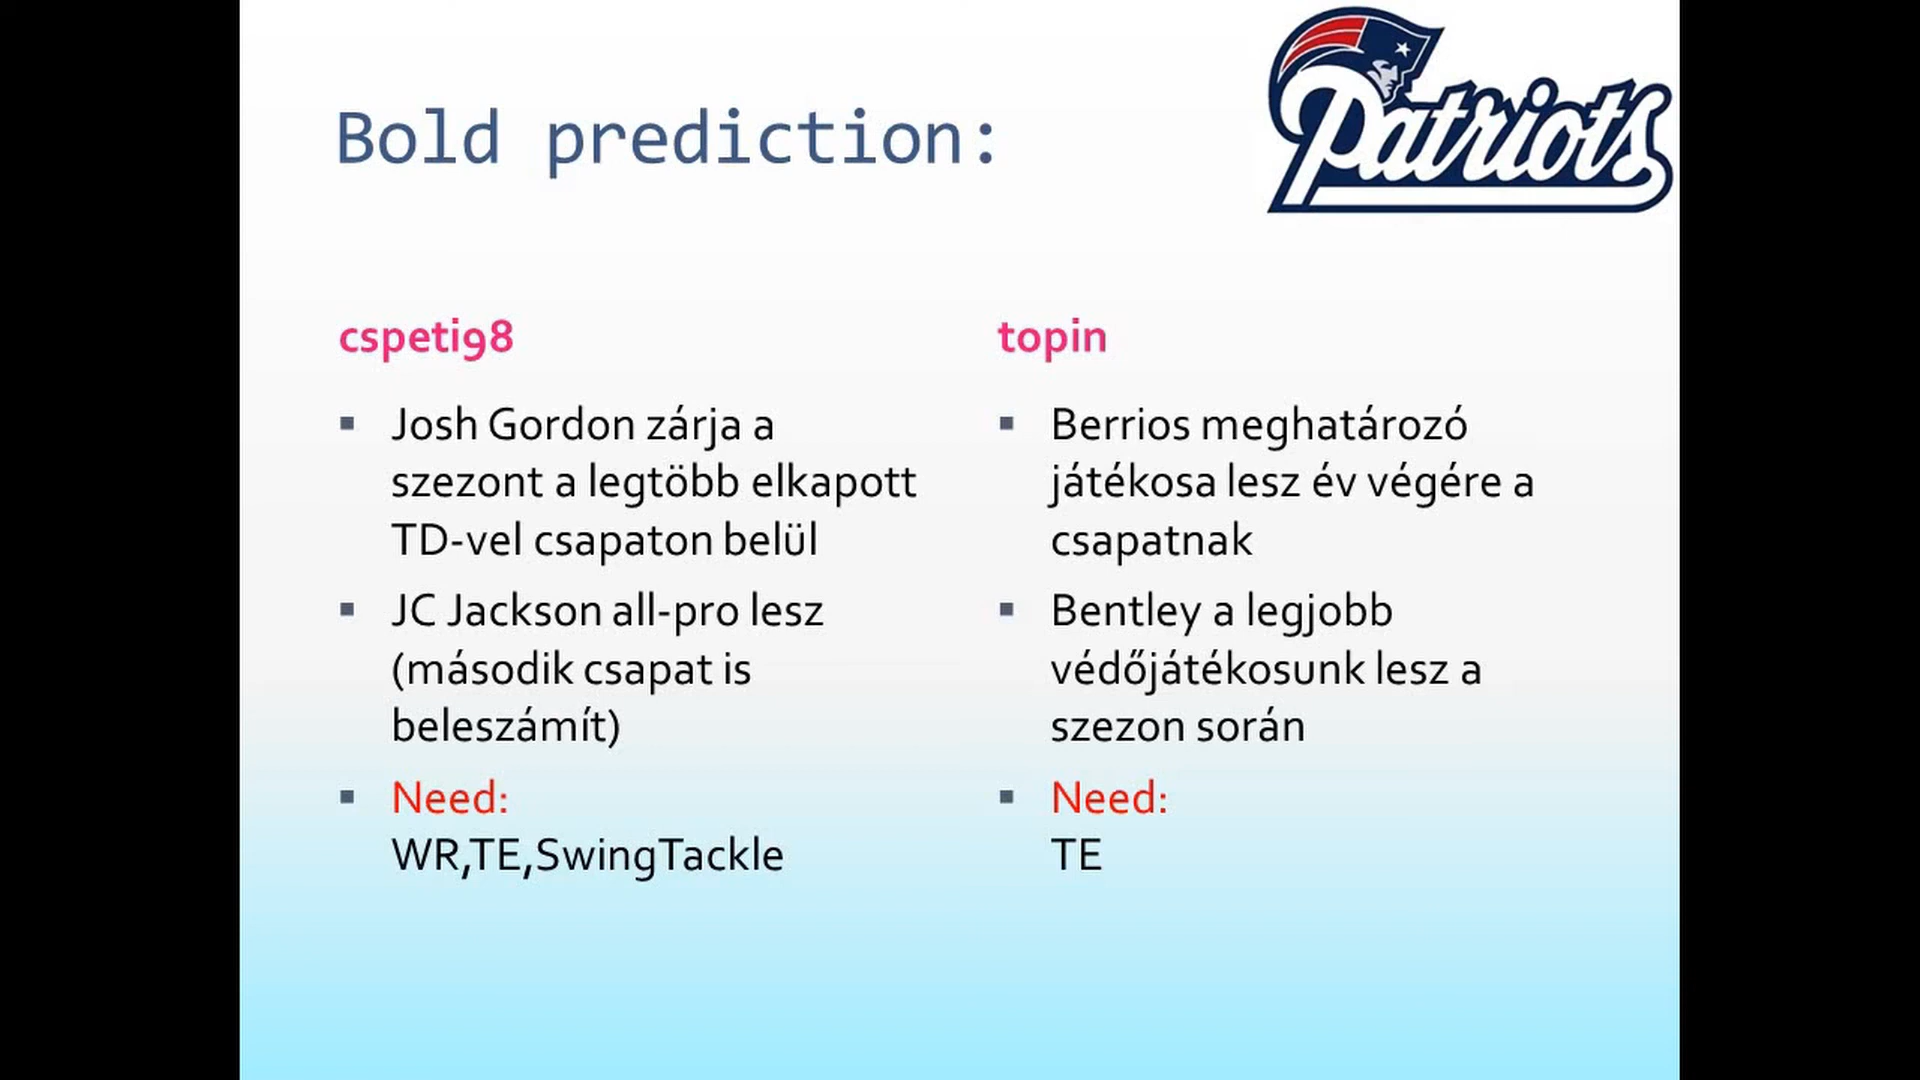 Bold prediction:
Patriots
cspeti98
Josh Gordon zárja a
szezont a legtöbb elkapott
TD-vel csapaton belül
JC Jackson all-pro lesz
(második csapat is
beleszámít)
Need:
WR,TE,SwingTackle
topin
Berrios meghatározó
játékosa lesz év végére a
csapatnak
Bentley a legjobb
védőjátékosunk lesz a
szezon során
Need:
TE